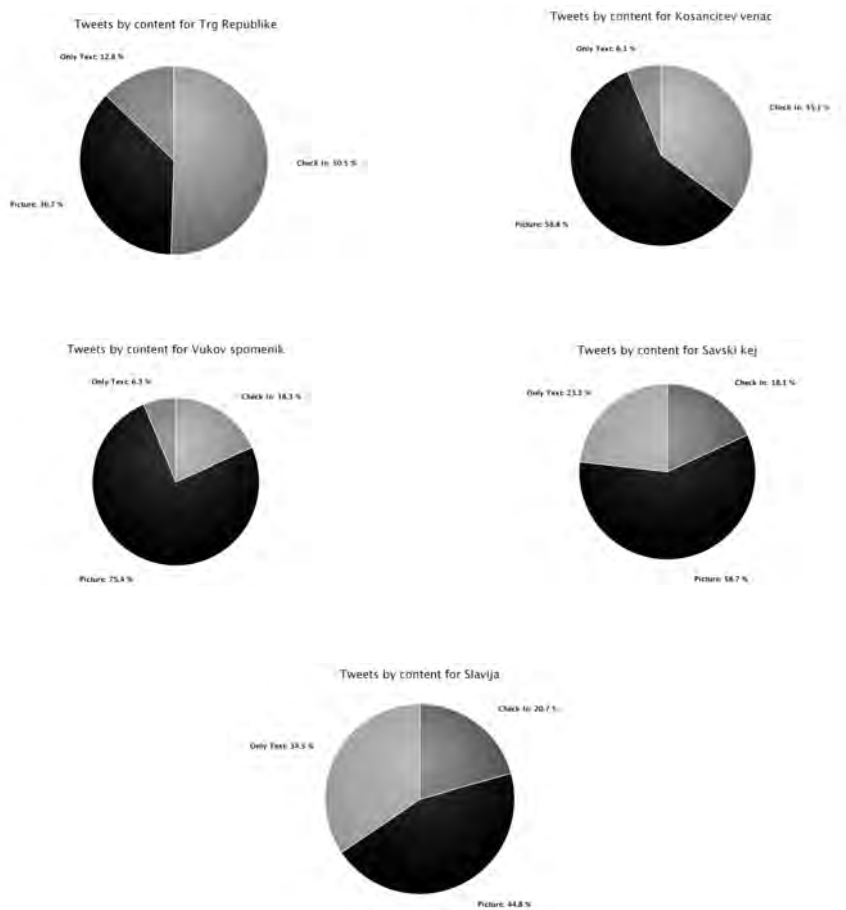 Tweets by content for Trg Republike
Only Text: 12.8 %
Check In: 50.5 %
Picture: 36.7 %
Tweets by content for Kosancicev venac
Only Text: 6.1 %
Check In: 35.1 %
Picture: 58.8 %
Tweets by content for Vukov spomenik
Only Text: 6.3 %
Check In: 18.3 %
Picture: 75.4 %
Tweets by content for Savski kej
Only Text: 23.2 %
Check In: 18.1 %
Picture: 58.7 %
Tweets by content for Slavija
Check In: 20.7 %
Only Text: 34.5 %
Picture: 44.8 %